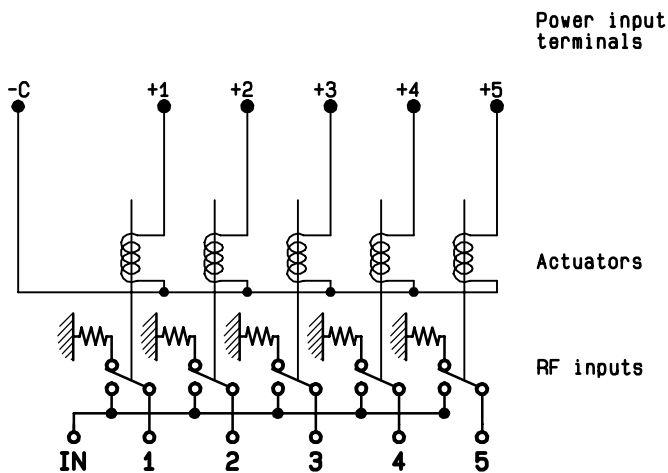 Power input
terminals
-C +1 +2 +3 +4 +5
Actuators
RF inputs
IN 1 2 3 4 5